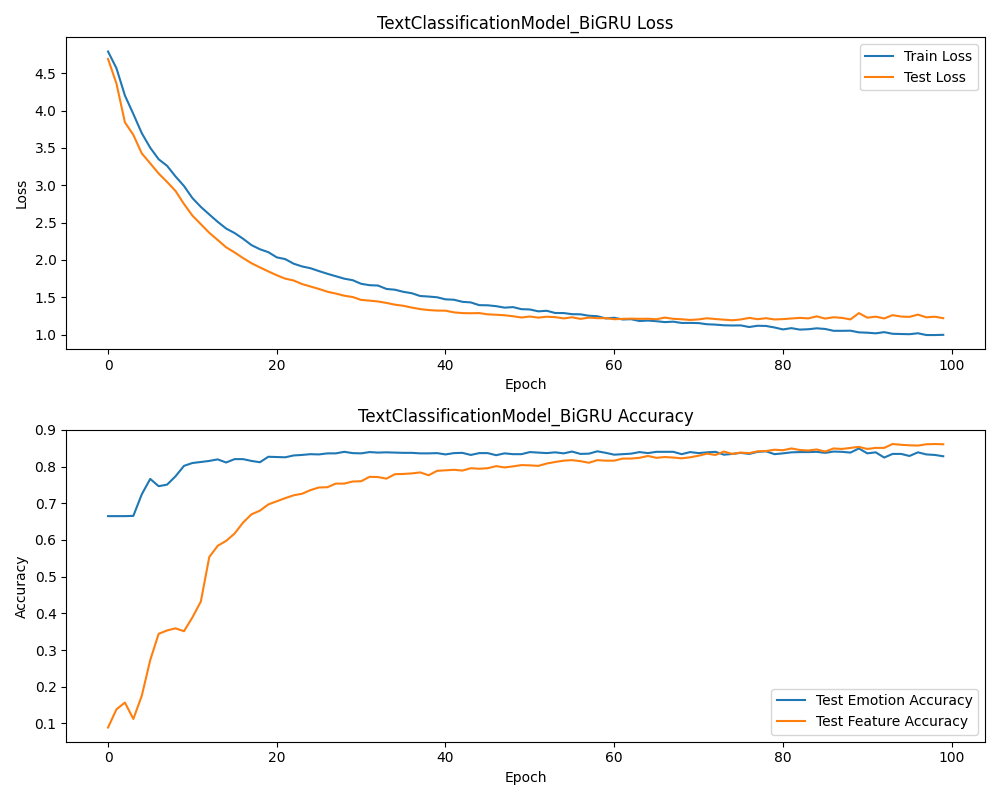 TextClassificationModel_BiGRU Loss
Train Loss
Test Loss
4.5
4.0
3.5
3.0
2.5
2.0
1.5
1.0
Loss
0 20 40 60 80 100
Epoch
TextClassificationModel_BiGRU Accuracy
0.9
0.8
0.7
0.6
0.5
0.4
0.3
0.2
0.1
Accuracy
Test Emotion Accuracy
Test Feature Accuracy
0 20 40 60 80 100
Epoch